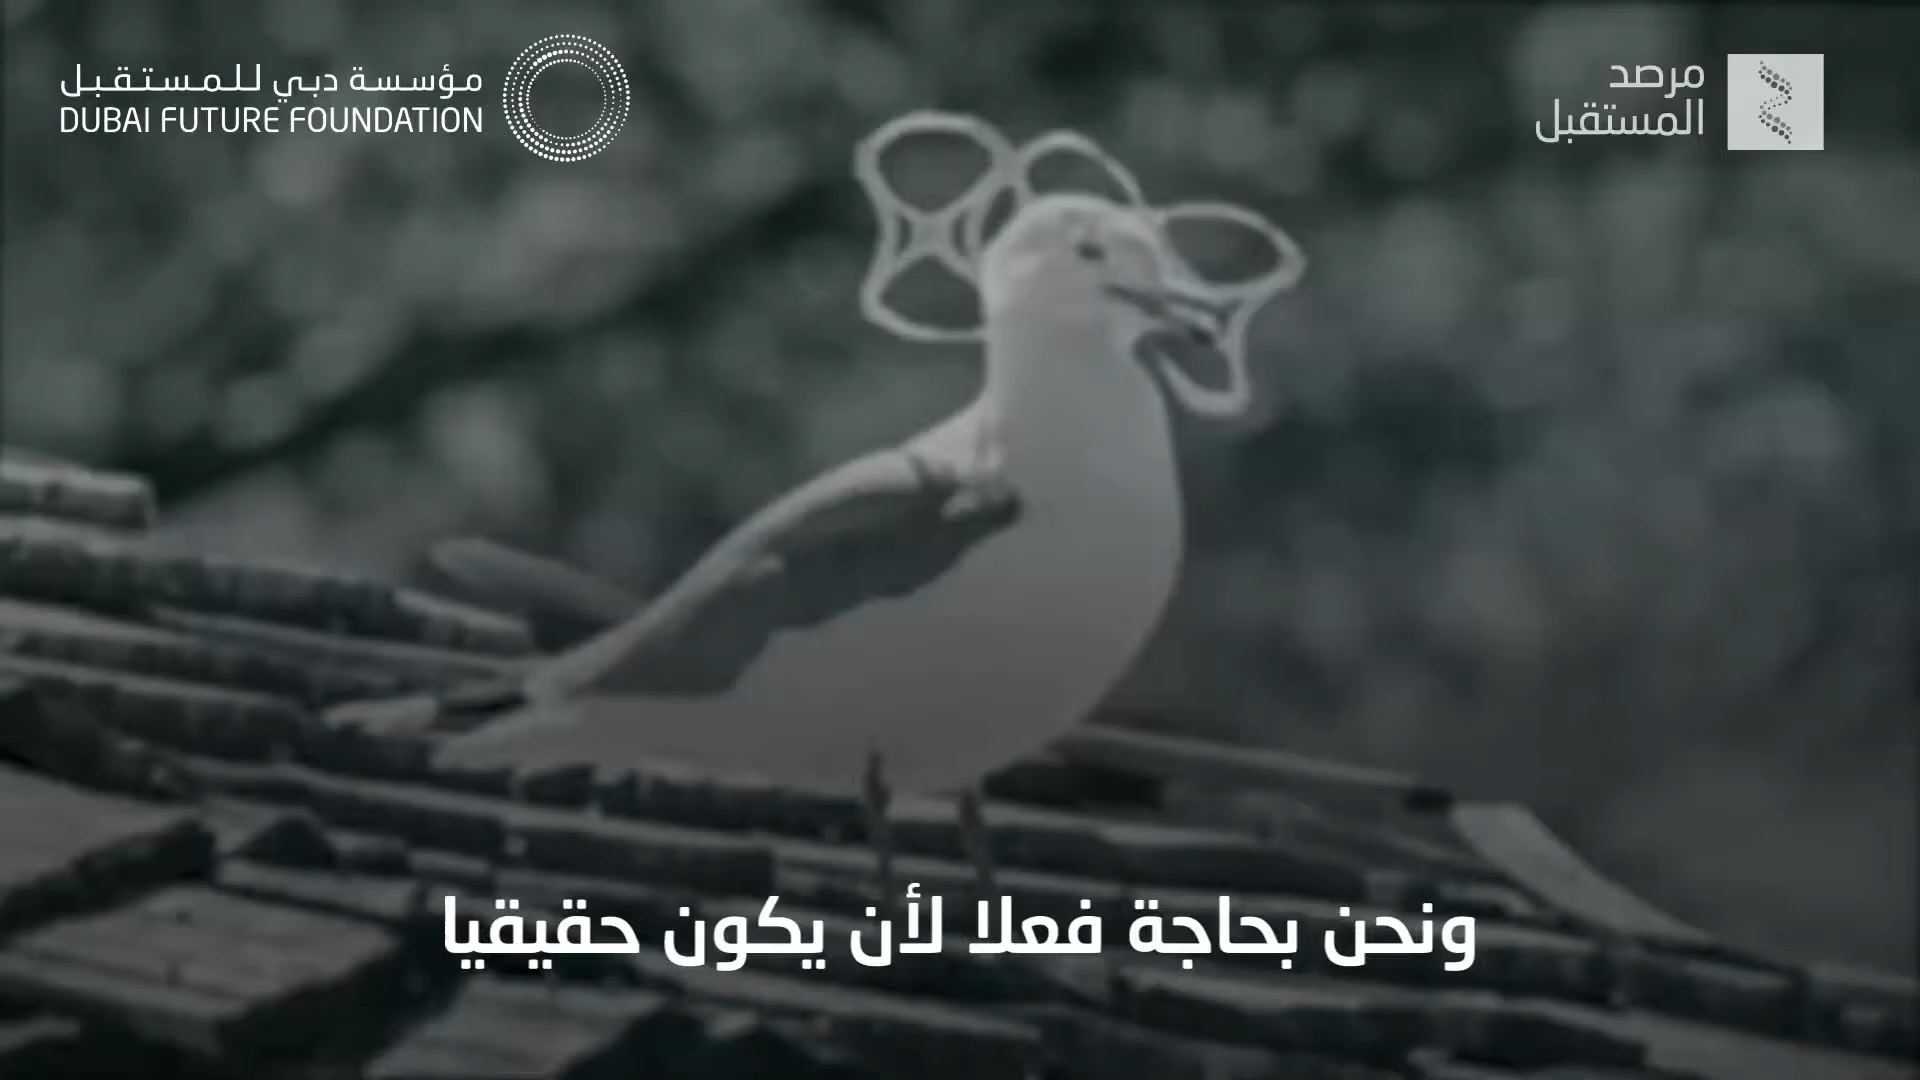 مؤسسة دبي للمستقبل
DUBAI FUTURE FOUNDATION
مرصد
المستقبل
ونحن بحاجة فعلا لأن يكون حقيقيا